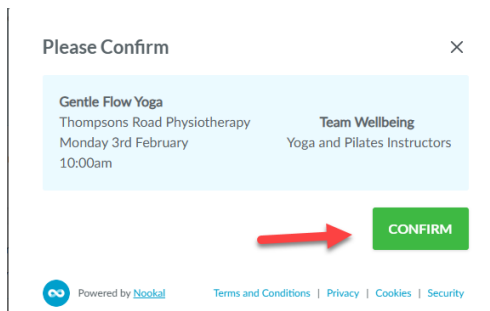 Please Confirm
Gentle Flow Yoga
Thompsons Road Physiotherapy
Monday 3rd February
10:00am
Team Wellbeing
Yoga and Pilates Instructors
CONFIRM
Powered by Nookal
Terms and Conditions | Privacy | Cookies | Security